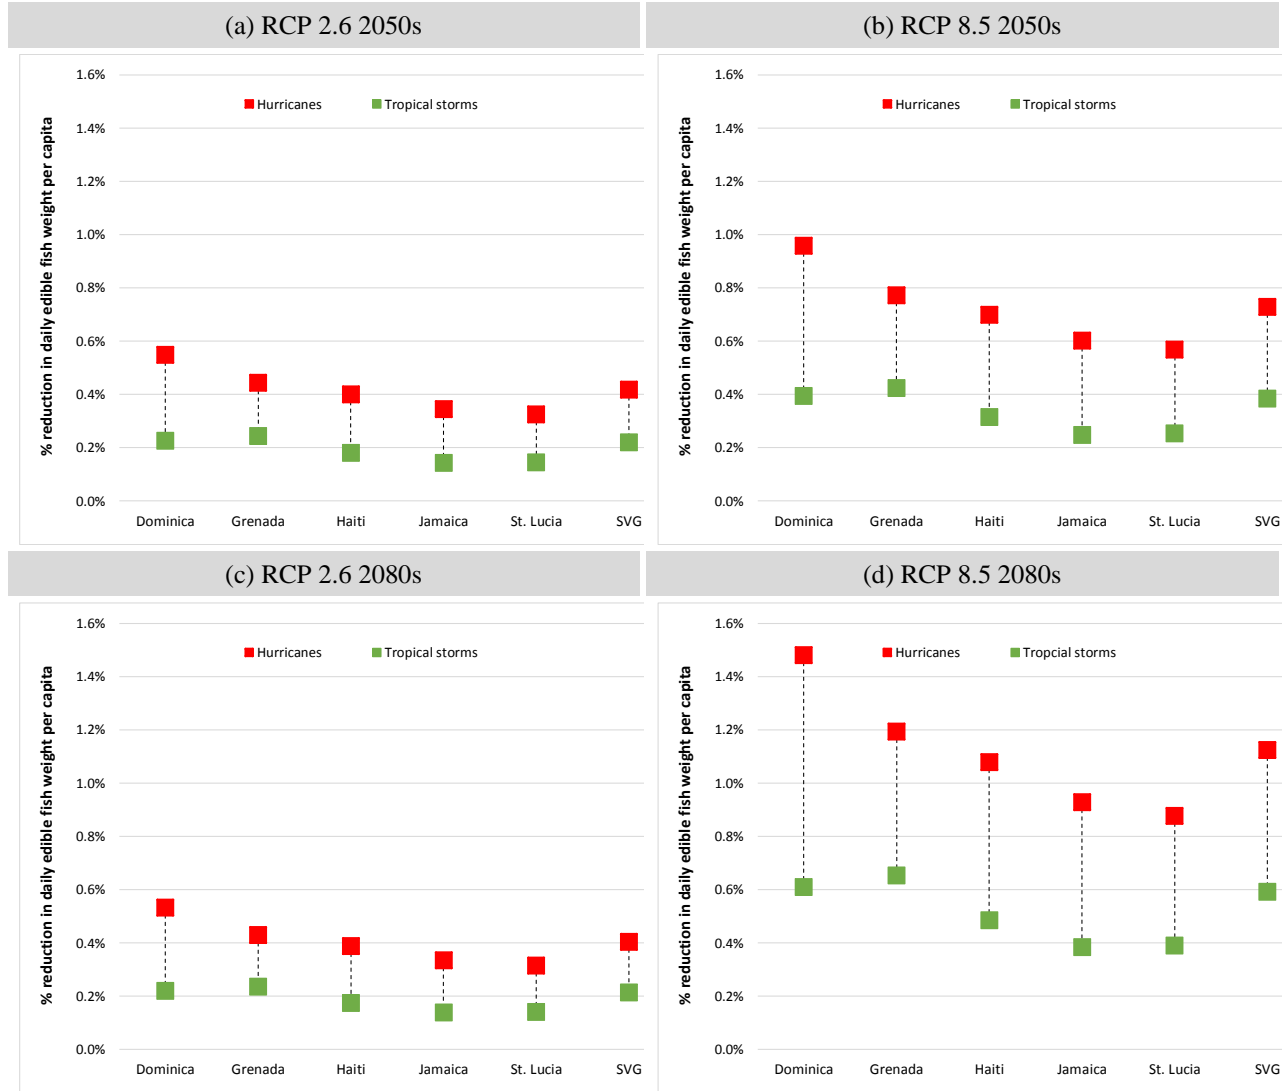 (a) RCP 2.6 2050s
% reduction in daily edible fish weight per capita
1.6%
1.4%
1.2%
1.0%
0.8%
0.6%
0.4%
0.2%
0.0%
Hurricanes Tropical storms
Dominica Grenada Haiti Jamaica St. Lucia SVG
(b) RCP 8.5 2050s
% reduction in daily edible fish weight per capita
1.6%
1.4%
1.2%
1.0%
0.8%
0.6%
0.4%
0.2%
0.0%
Hurricanes Tropical storms
Dominica Grenada Haiti Jamaica St. Lucia SVG
(c) RCP 2.6 2080s
% reduction in daily edible fish weight per capita
1.6%
1.4%
1.2%
1.0%
0.8%
0.6%
0.4%
0.2%
0.0%
Hurricanes Tropical storms
Dominica Grenada Haiti Jamaica St. Lucia SVG
(d) RCP 8.5 2080s
% reduction in daily edible fish weight per capita
1.6%
1.4%
1.2%
1.0%
0.8%
0.6%
0.4%
0.2%
0.0%
Hurricanes Tropcial storms
Dominica Grenada Haiti Jamaica St. Lucia SVG